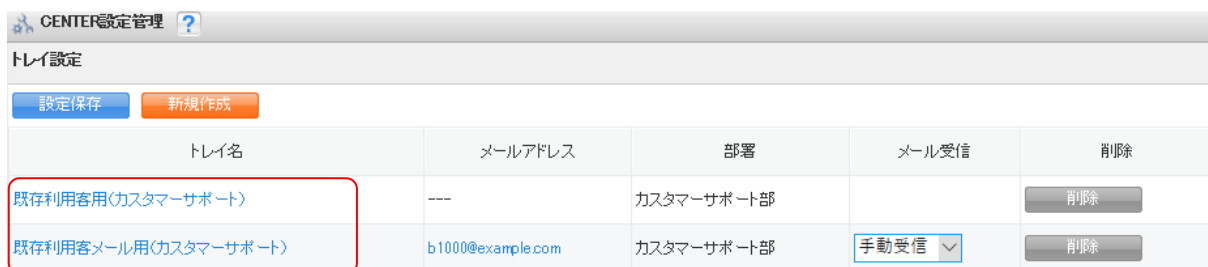 CENTER設定管理 ?
トレイ設定
設定保存 新規作成
トレイ名 メールアドレス 部署 メール受信 削除
既存利用客用(カスタマーサポート) --- カスタマーサポート部 削除
既存利用客メール用(カスタマーサポート) b1000@example.com カスタマーサポート部 手動受信 削除